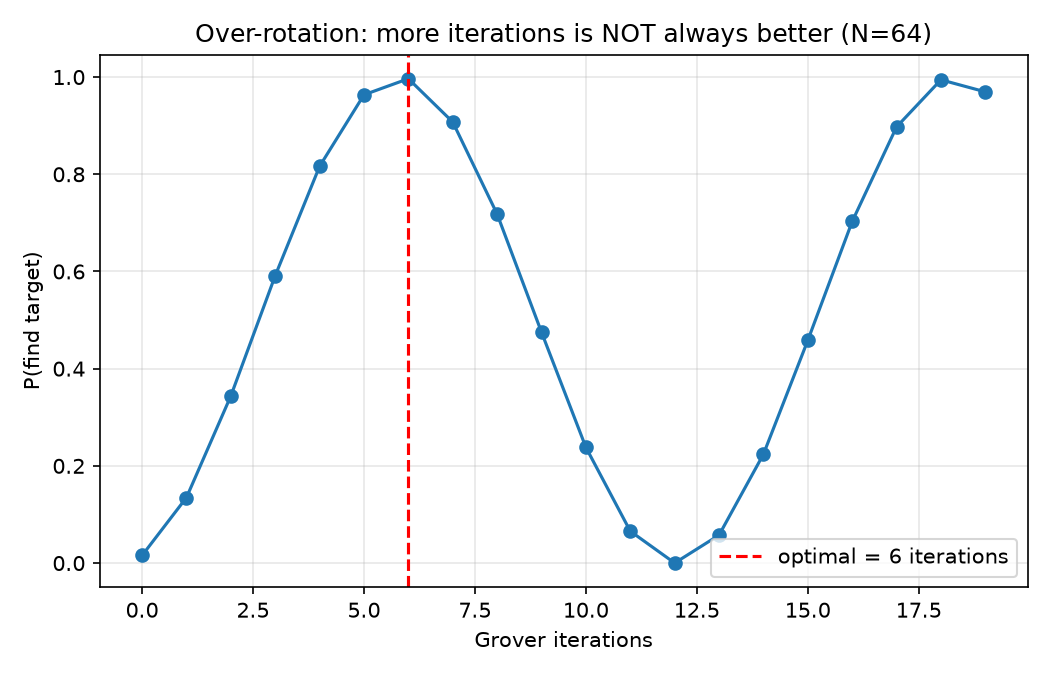 Over-rotation: more iterations is NOT always better (N=64)
P(find target)
1.0
0.8
0.6
0.4
0.2
0.0
optimal = 6 iterations
0.0 2.5 5.0 7.5 10.0 12.5 15.0 17.5
Grover iterations